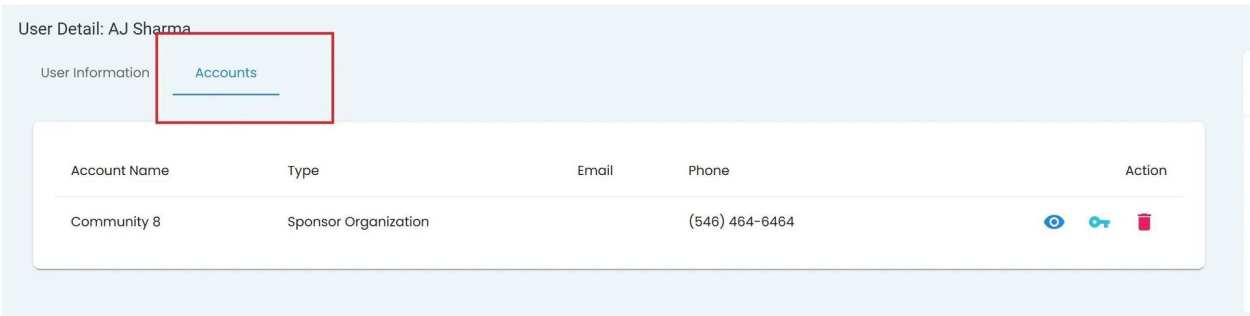 User Detail: AJ Sharma
User Information Accounts
Account Name Type Email Phone Action
Community 8 Sponsor Organization (546) 464-6464